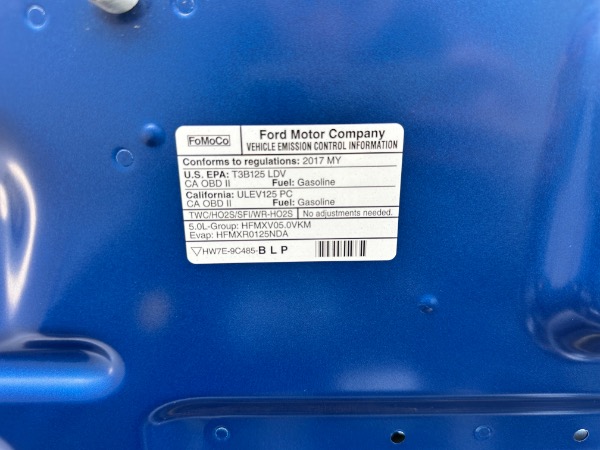 FoMoCo
Ford Motor Company
VEHICLE EMISSION CONTROL INFORMATION
Conforms to regulations: 2017 MY
U.S. EPA: T3B125 LDV
CA OBD II Fuel: Gasoline
California: ULEV125 PC
CA OBD II Fuel: Gasoline
TWC/HO2S/SFI/WR-HO2S No adjustments needed.
5.0L-Group: HFMXV05.0VKM
Evap: HFMXR0125NDA
HW7E-9C485-BLP